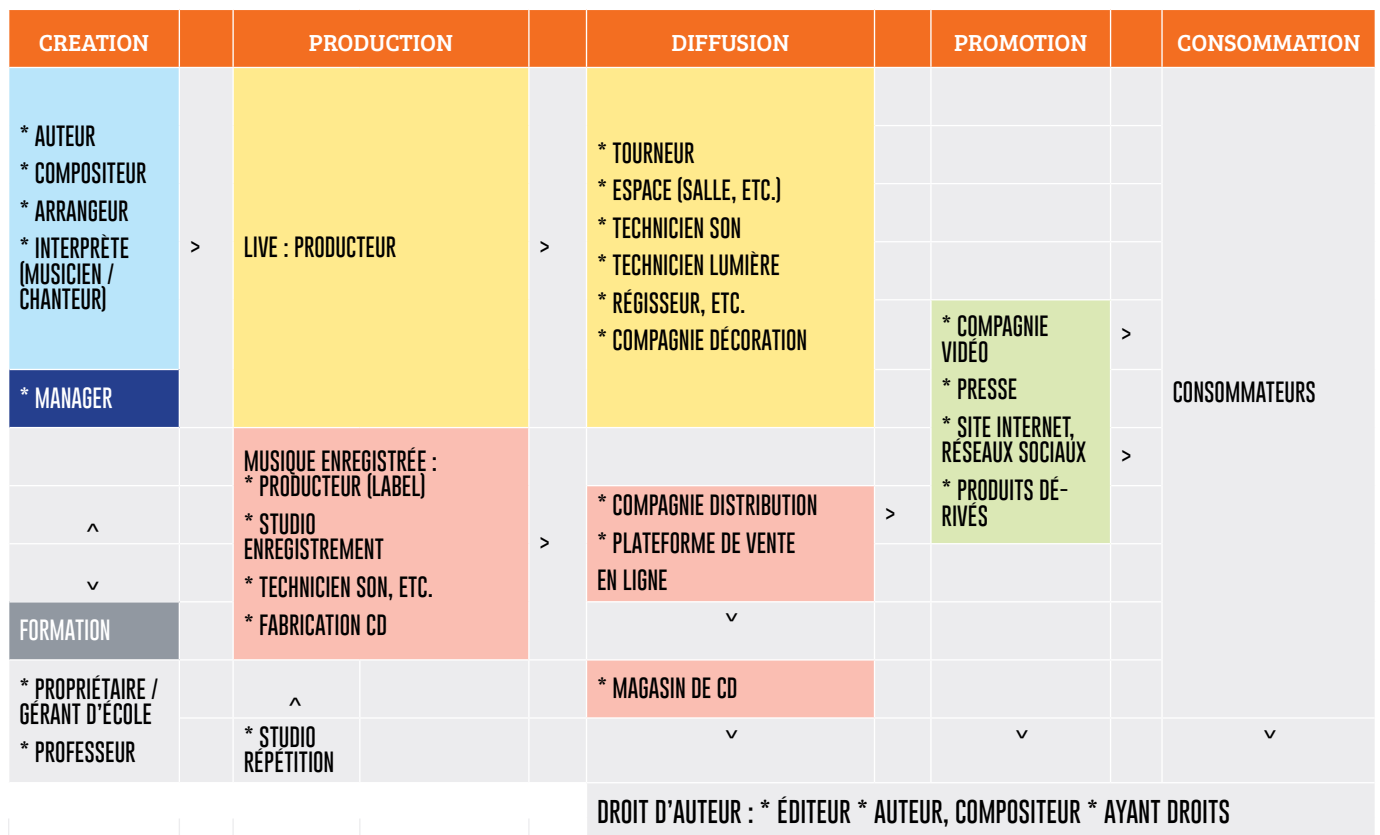 CREATION
PRODUCTION
DIFFUSION
PROMOTION
CONSOMMATION
* AUTEUR
* COMPOSITEUR
* ARRANGEUR
* INTERPRÈTE
(MUSICIEN /
CHANTEUR)
* MANAGER
^
v
FORMATION
* PROPRIÉTAIRE /
GÉRANT D'ÉCOLE
* PROFESSEUR
>
LIVE : PRODUCTEUR
MUSIQUE ENREGISTRÉE :
* PRODUCTEUR (LABEL)
* STUDIO
ENREGISTREMENT
* TECHNICIEN SON, ETC.
* FABRICATION CD
^
* STUDIO
RÉPÉTITION
>
>
* TOURNEUR
* ESPACE (SALLE, ETC.)
* TECHNICIEN SON
* TECHNICIEN LUMIÈRE
* RÉGISSEUR, ETC.
* COMPAGNIE DÉCORATION
* COMPAGNIE DISTRIBUTION
* PLATEFORME DE VENTE
EN LIGNE
v
* MAGASIN DE CD
v
>
* COMPAGNIE
VIDÉO
* PRESSE
* SITE INTERNET,
RÉSEAUX SOCIAUX
* PRODUITS DÉ-
RIVÉS
v
>
>
CONSOMMATEURS
v
DROIT D'AUTEUR : * ÉDITEUR * AUTEUR, COMPOSITEUR * AYANT DROITS